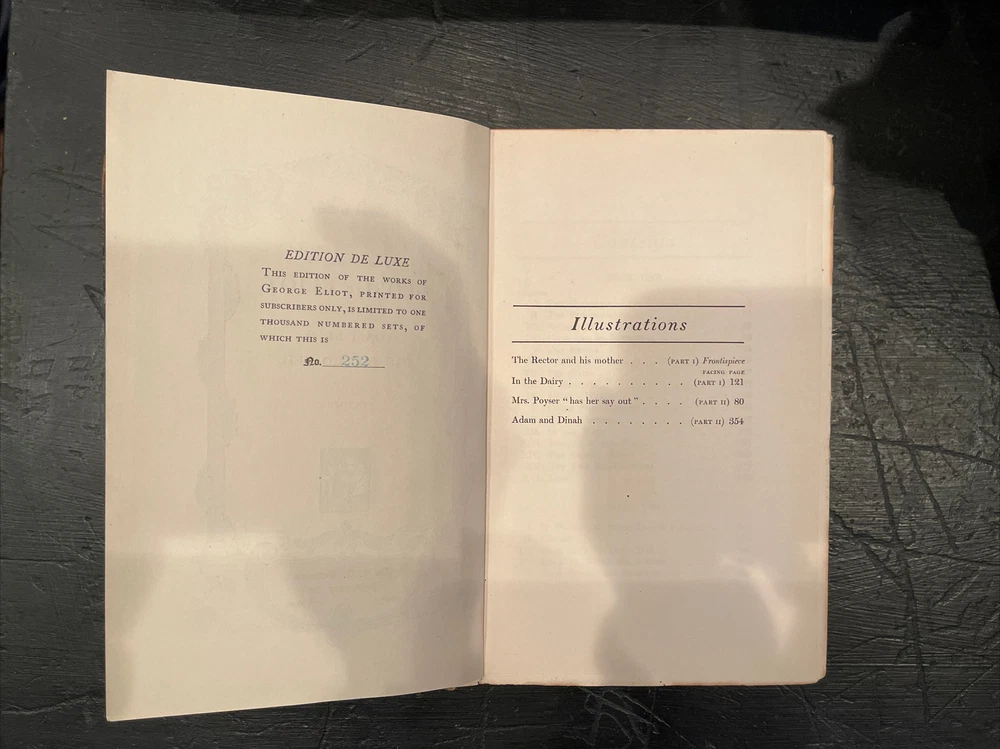 EDITION DE LUXE
THIS EDITION OF THE WORKS OF
GEORGE ELIOT, PRINTED FOR
SUBSCRIBERS ONLY, IS LIMITED TO ONE
THOUSAND NUMBERED SETS, OF
WHICH THIS IS
No. 252
Illustrations
The Rector and his mother . . . (PART I) Frontispiece
FACING PAGE
In the Dairy . . . . . . . . . . (PART I) 121
Mrs. Poyser “has her say out” . . . . (PART II) 80
Adam and Dinah . . . . . . . . (PART II) 354